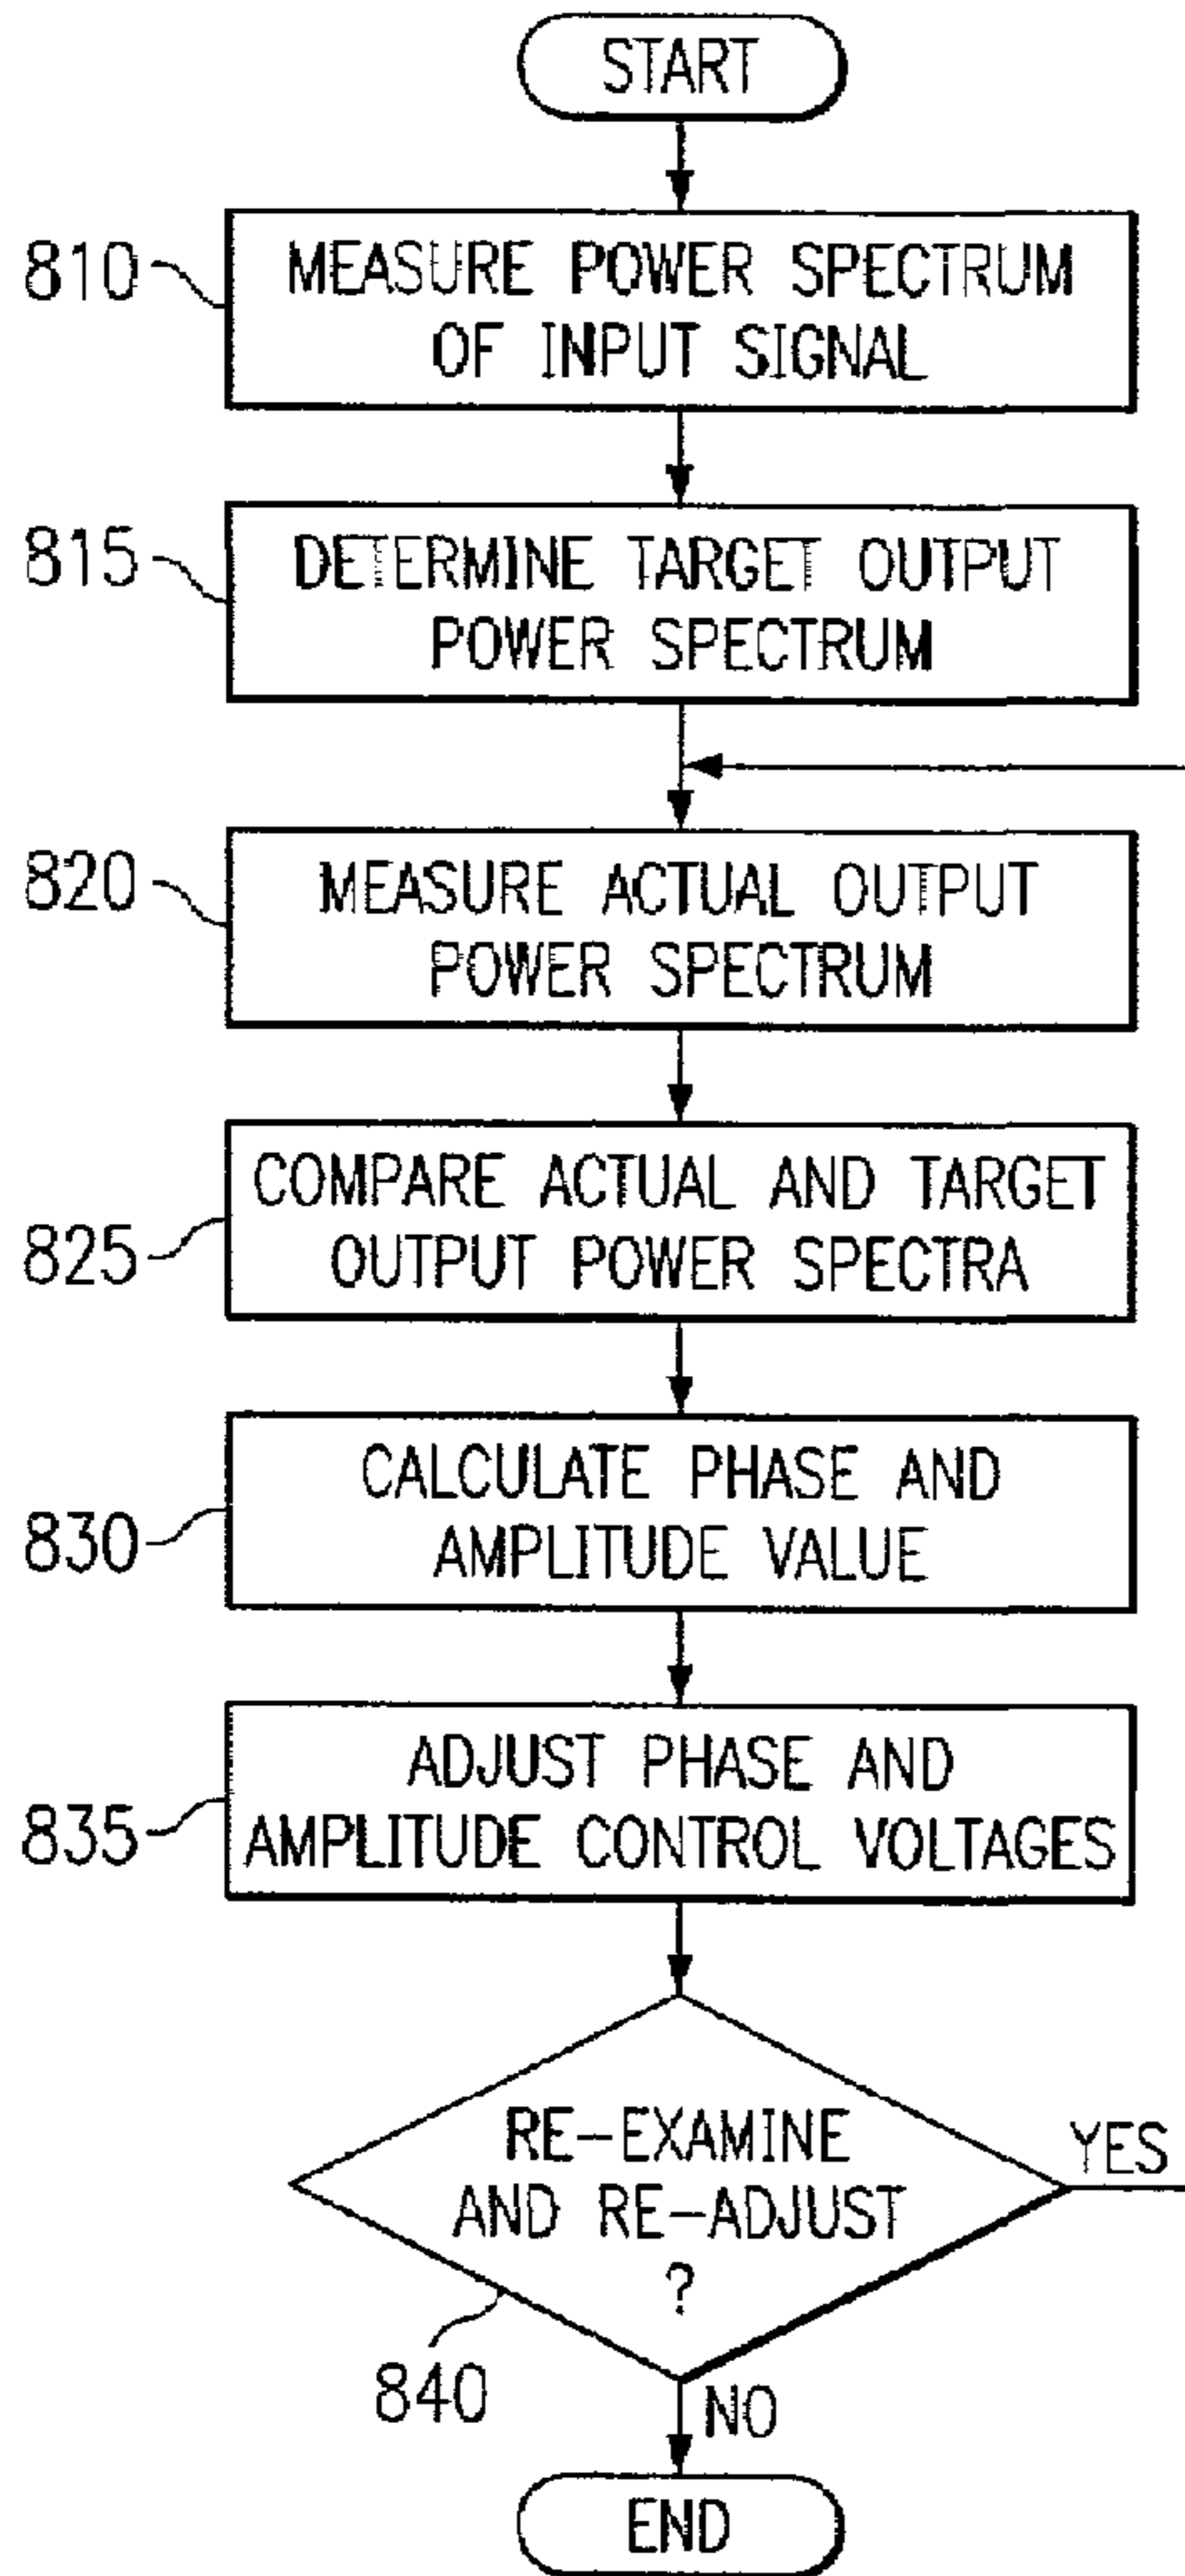 START
810
MEASURE POWER SPECTRUM
OF INPUT SIGNAL
815
DETERMINE TARGET OUTPUT
POWER SPECTRUM
820
MEASURE ACTUAL OUTPUT
POWER SPECTRUM
825
COMPARE ACTUAL AND TARGET
OUTPUT POWER SPECTRA
830
CALCULATE PHASE AND
AMPLITUDE VALUE
835
ADJUST PHASE AND
AMPLITUDE CONTROL VOLTAGES
RE-EXAMINE
AND RE-ADJUST
?
YES
840
NO
END